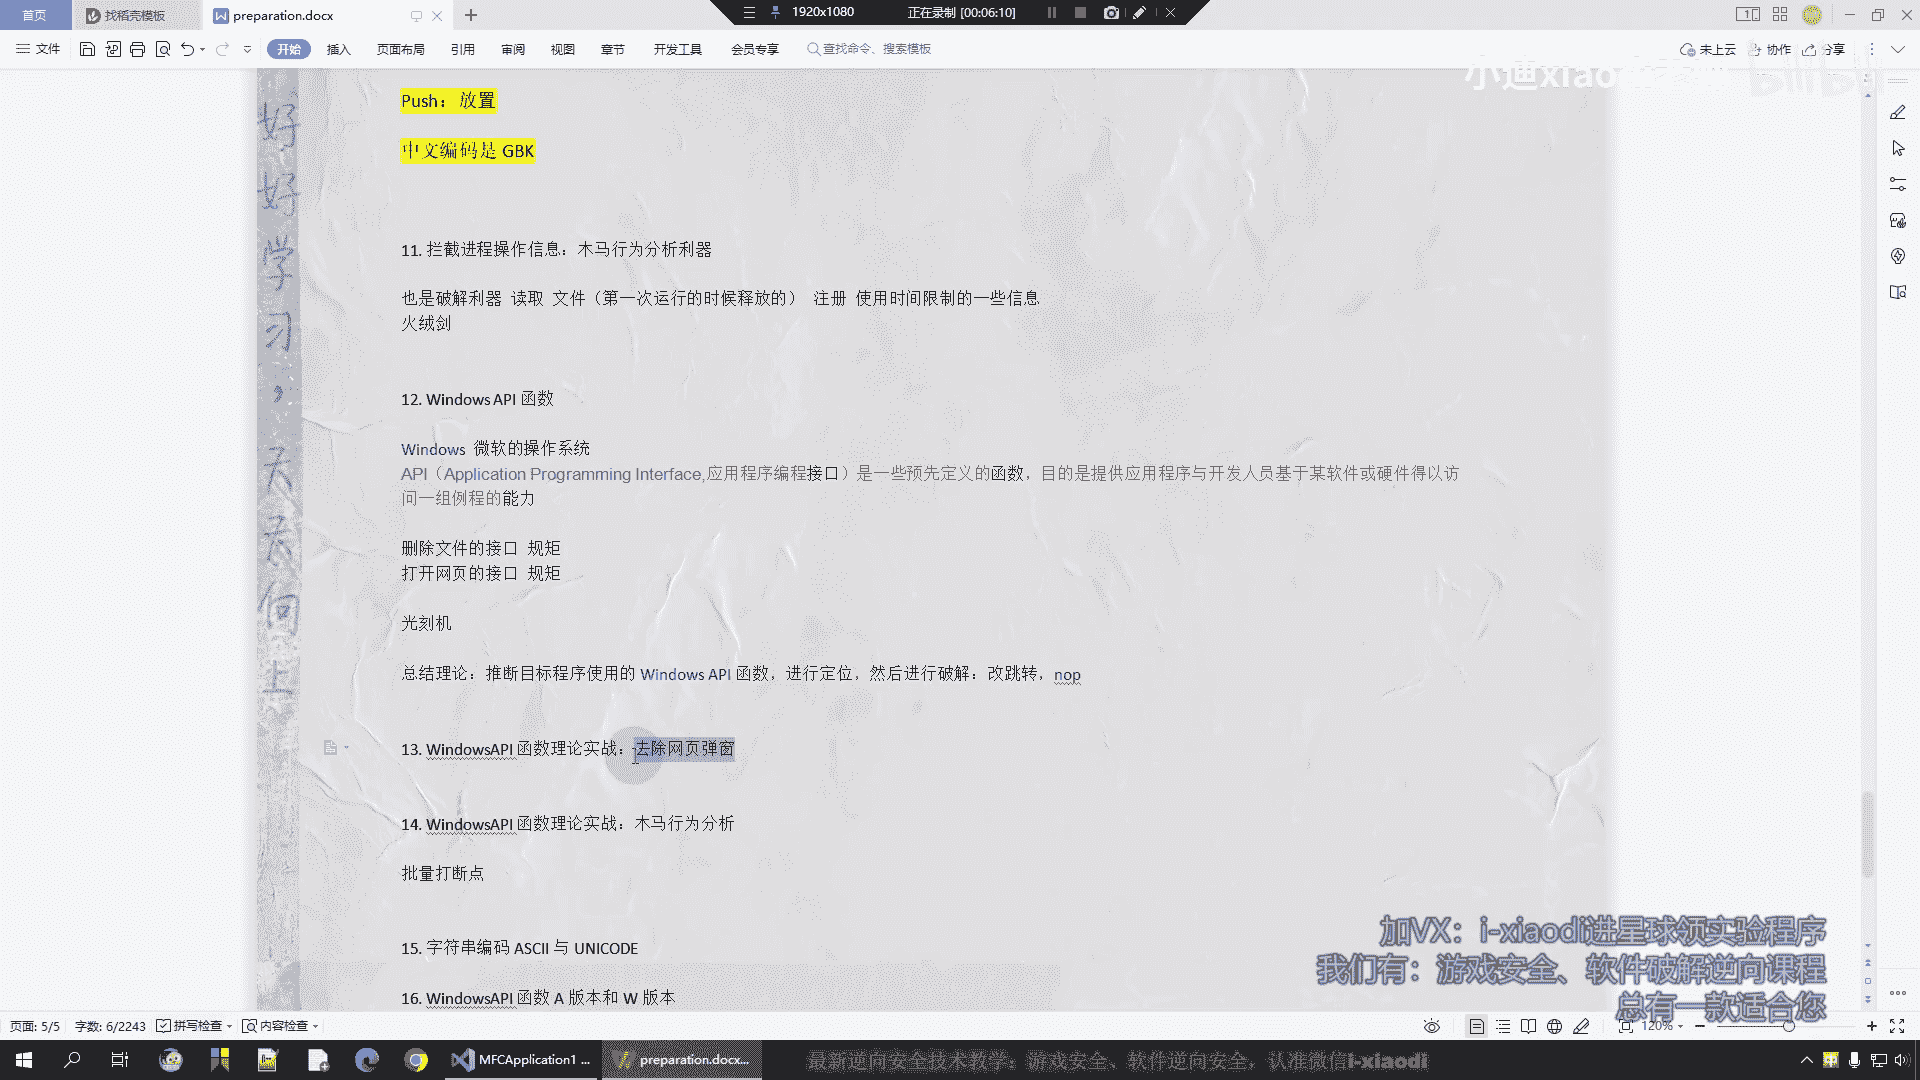 首页
找稻壳模板
preparation.docx
1920x1080
正在录制 [00:06:10]
文件
开始
插入
页面布局
引用
审阅
视图
章节
开发工具
会员专享
查找命令、搜索模板
未上云
协作
分享
小迪xiao
好好学习，天天向上
Push：放置
中文编码是 GBK
11. 拦截进程操作信息：木马行为分析利器
也是破解利器 读取 文件（第一次运行的时候释放的） 注册 使用时间限制的一些信息
火绒剑
12. Windows API 函数
Windows 微软的操作系统
API（Application Programming Interface,应用程序编程接口）是一些预先定义的函数，目的是提供应用程序与开发人员基于某软件或硬件得以访
问一组例程的能力
删除文件的接口 规矩
打开网页的接口 规矩
光刻机
总结理论：推断目标程序使用的 Windows API 函数，进行定位，然后进行破解：改跳转，nop
13. WindowsAPI 函数理论实战：去除网页弹窗
14. WindowsAPI 函数理论实战：木马行为分析
批量打断点
15. 字符串编码 ASCII 与 UNICODE
16. WindowsAPI 函数 A 版本和 W 版本
加VX：i-xiaodi进星球领实验程序
我们有：游戏安全、软件破解逆向课程
总有一款适合您
页面: 5/5
字数: 6/2243
拼写检查
内容检查
120%
MFCApplication1 ...
preparation.docx...
最新逆向安全技术教学：游戏安全、软件逆向安全，认准微信i-xiaodi